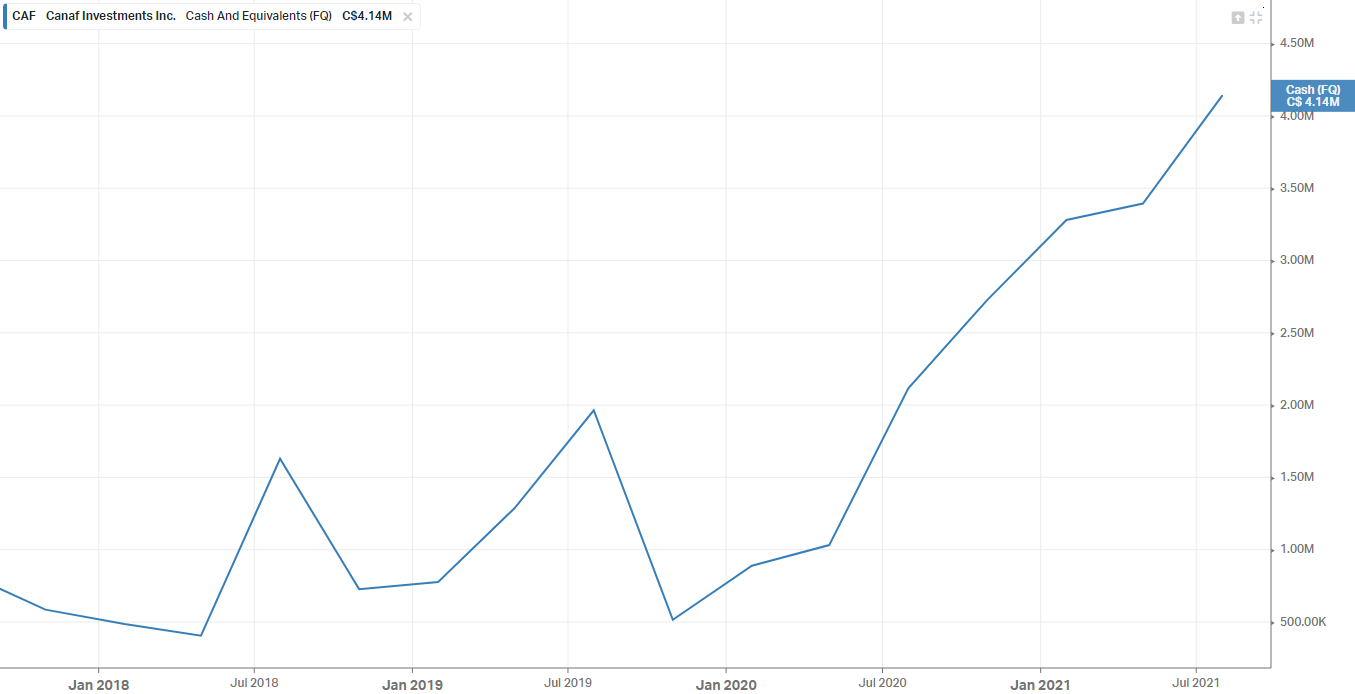 CAF Canaf Investments Inc. Cash And Equivalents (FQ) C$4.14M
4.50M
Cash (FQ)
C$ 4.14M
4.00M
3.50M
3.00M
2.50M
2.00M
1.50M
1.00M
500.00K
Jan 2018 Jul 2018 Jan 2019 Jul 2019 Jan 2020 Jul 2020 Jan 2021 Jul 2021